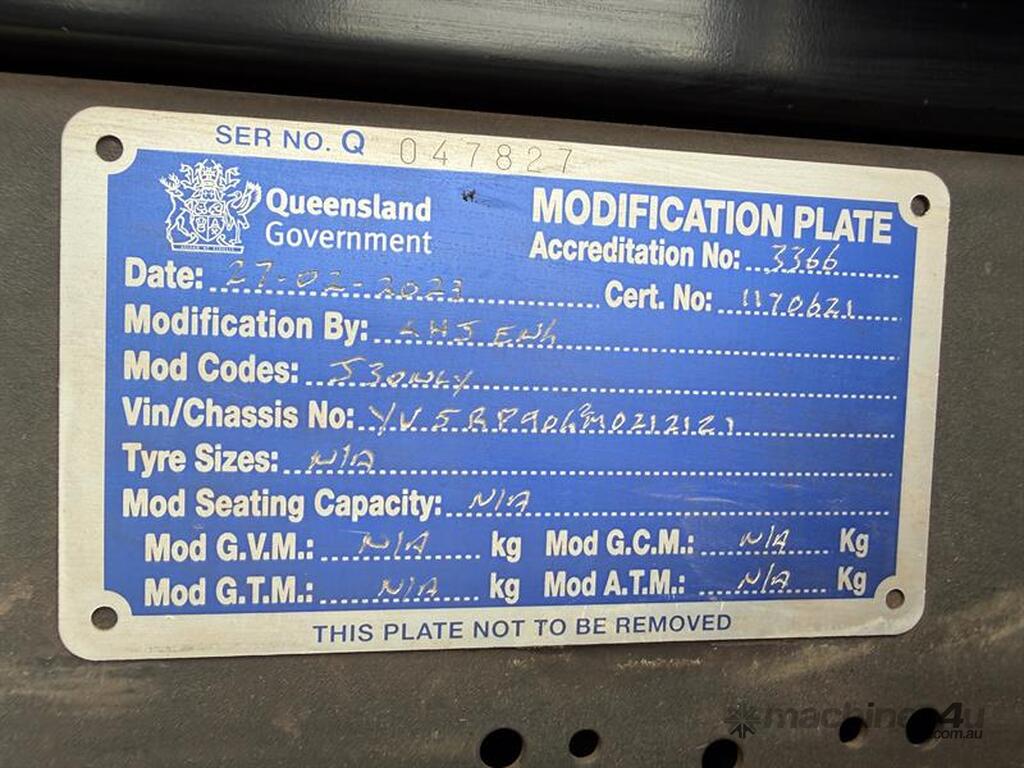 SER NO. Q 047827
Queensland Government
MODIFICATION PLATE
Accreditation No: 3366
Date: 27-02-2023
Cert. No: 1170621
Modification By: ENG
Mod Codes: J3 ONLY
Vin/Chassis No:
Tyre Sizes: N/A
Mod Seating Capacity: N/A
Mod G.V.M.: N/A kg Mod G.C.M.: N/A Kg
Mod G.T.M.: N/A kg Mod A.T.M.: N/A Kg
THIS PLATE NOT TO BE REMOVED
machines4u
.com.au